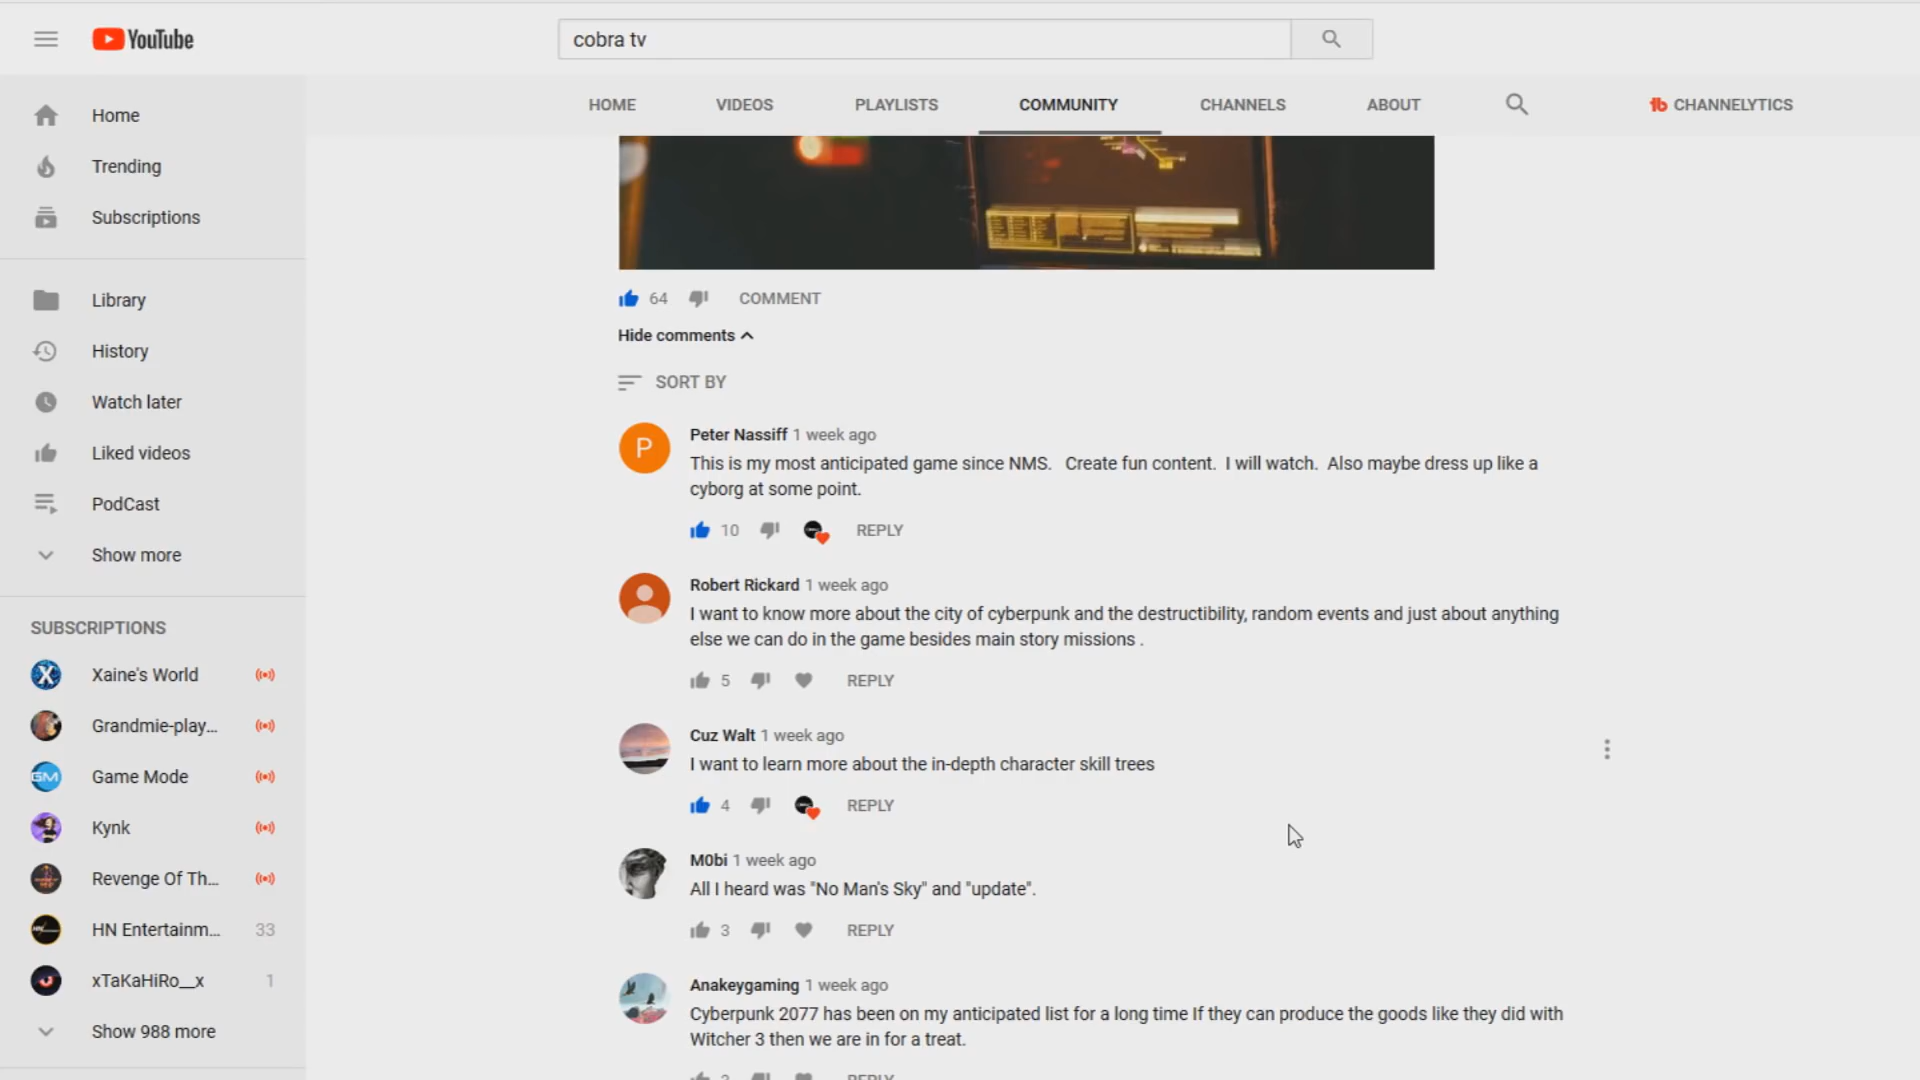 YouTube
cobra tv
HOME VIDEOS PLAYLISTS COMMUNITY CHANNELS ABOUT CHANNELYTICS
Home
Trending
Subscriptions
Library
History
Watch later
Liked videos
PodCast
Show more
SUBSCRIPTIONS
Xaine's World
Grandmie-play...
Game Mode
Kynk
Revenge Of Th...
HN Entertainm... 33
xTaKaHiRo__x 1
Show 988 more
64 COMMENT
Hide comments
SORT BY
P
Peter Nassiff 1 week ago
This is my most anticipated game since NMS. Create fun content. I will watch. Also maybe dress up like a
cyborg at some point.
10 REPLY
Robert Rickard 1 week ago
I want to know more about the city of cyberpunk and the destructibility, random events and just about anything
else we can do in the game besides main story missions .
5 REPLY
Cuz Walt 1 week ago
I want to learn more about the in-depth character skill trees
4 REPLY
M0bi 1 week ago
All I heard was "No Man's Sky" and "update".
3 REPLY
Anakeygaming 1 week ago
Cyberpunk 2077 has been on my anticipated list for a long time If they can produce the goods like they did with
Witcher 3 then we are in for a treat.
REPLY